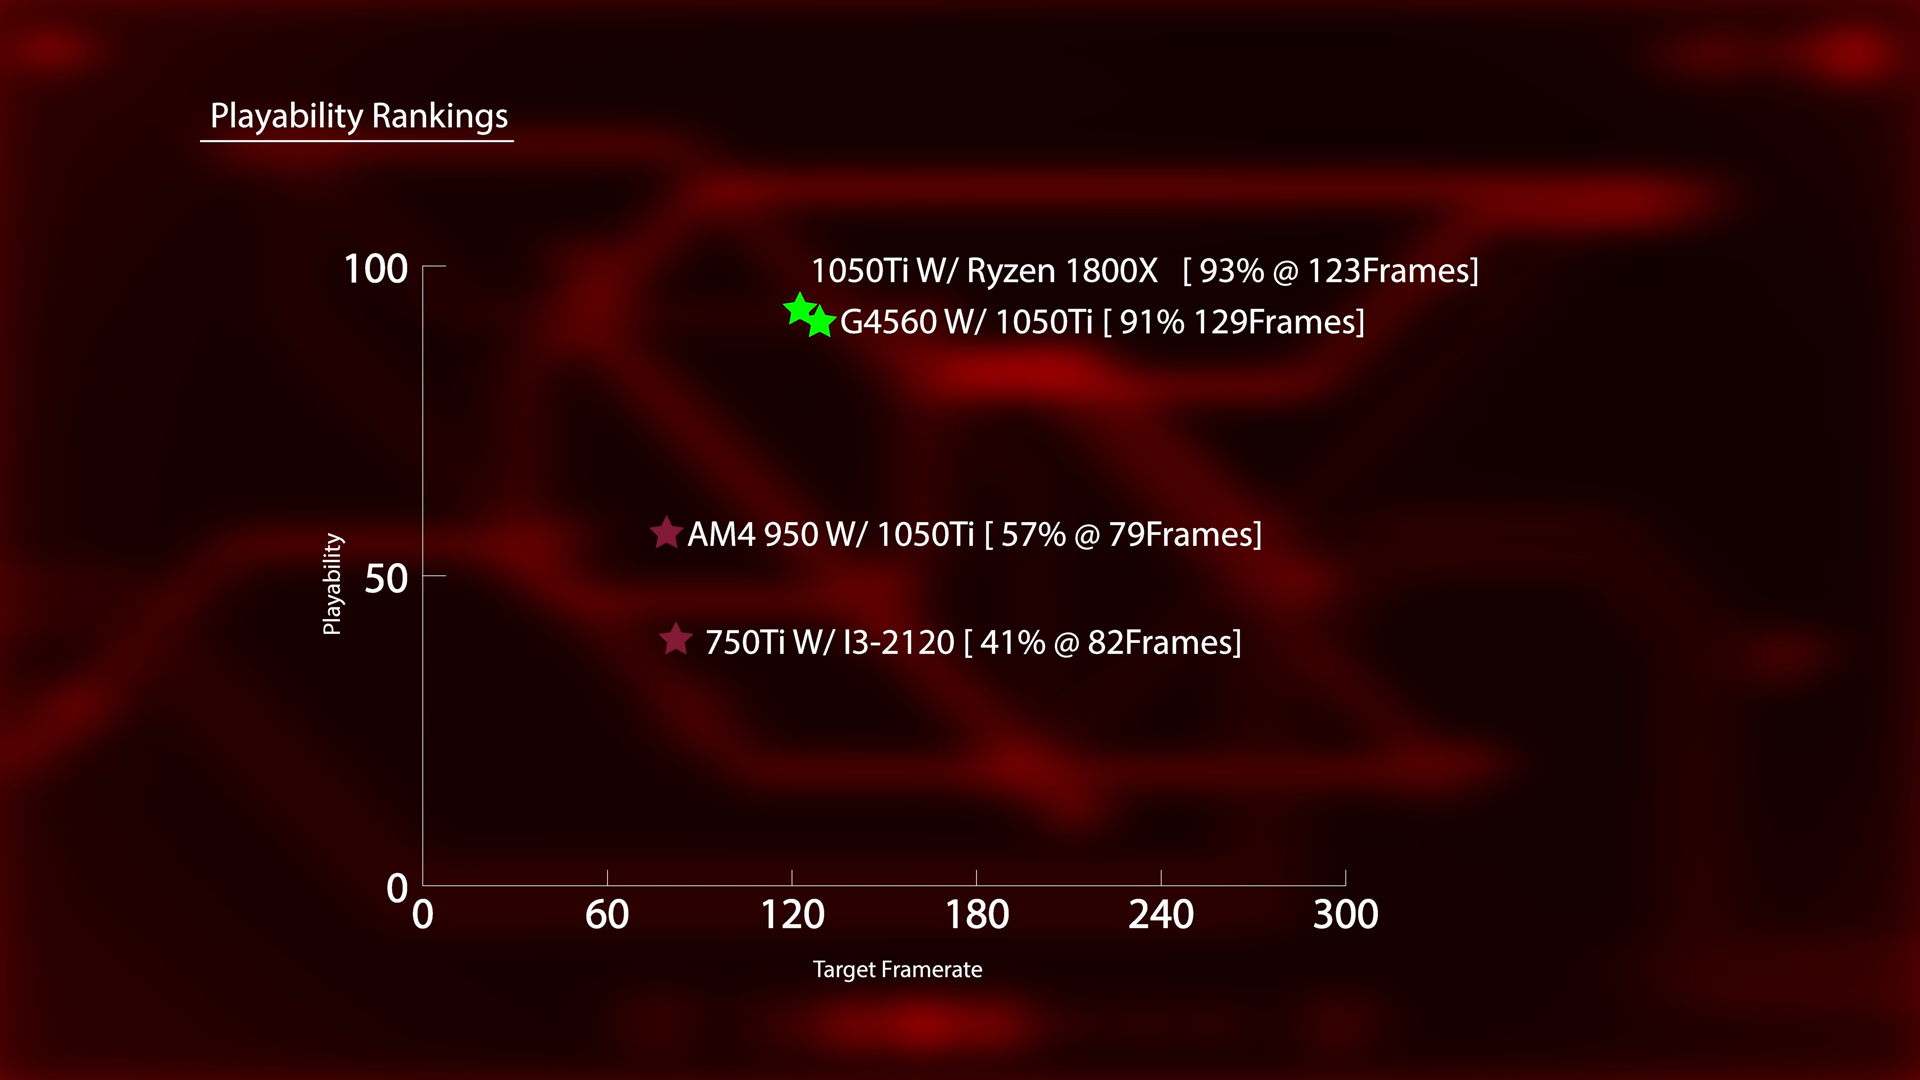 Playability Rankings
100
1050Ti W/ Ryzen 1800X [ 93% @ 123Frames]
G4560 W/ 1050Ti [ 91% 129Frames]
AM4 950 W/ 1050Ti [ 57% @ 79Frames]
Playability
50
750Ti W/ I3-2120 [ 41% @ 82Frames]
0
0 60 120 180 240 300
Target Framerate